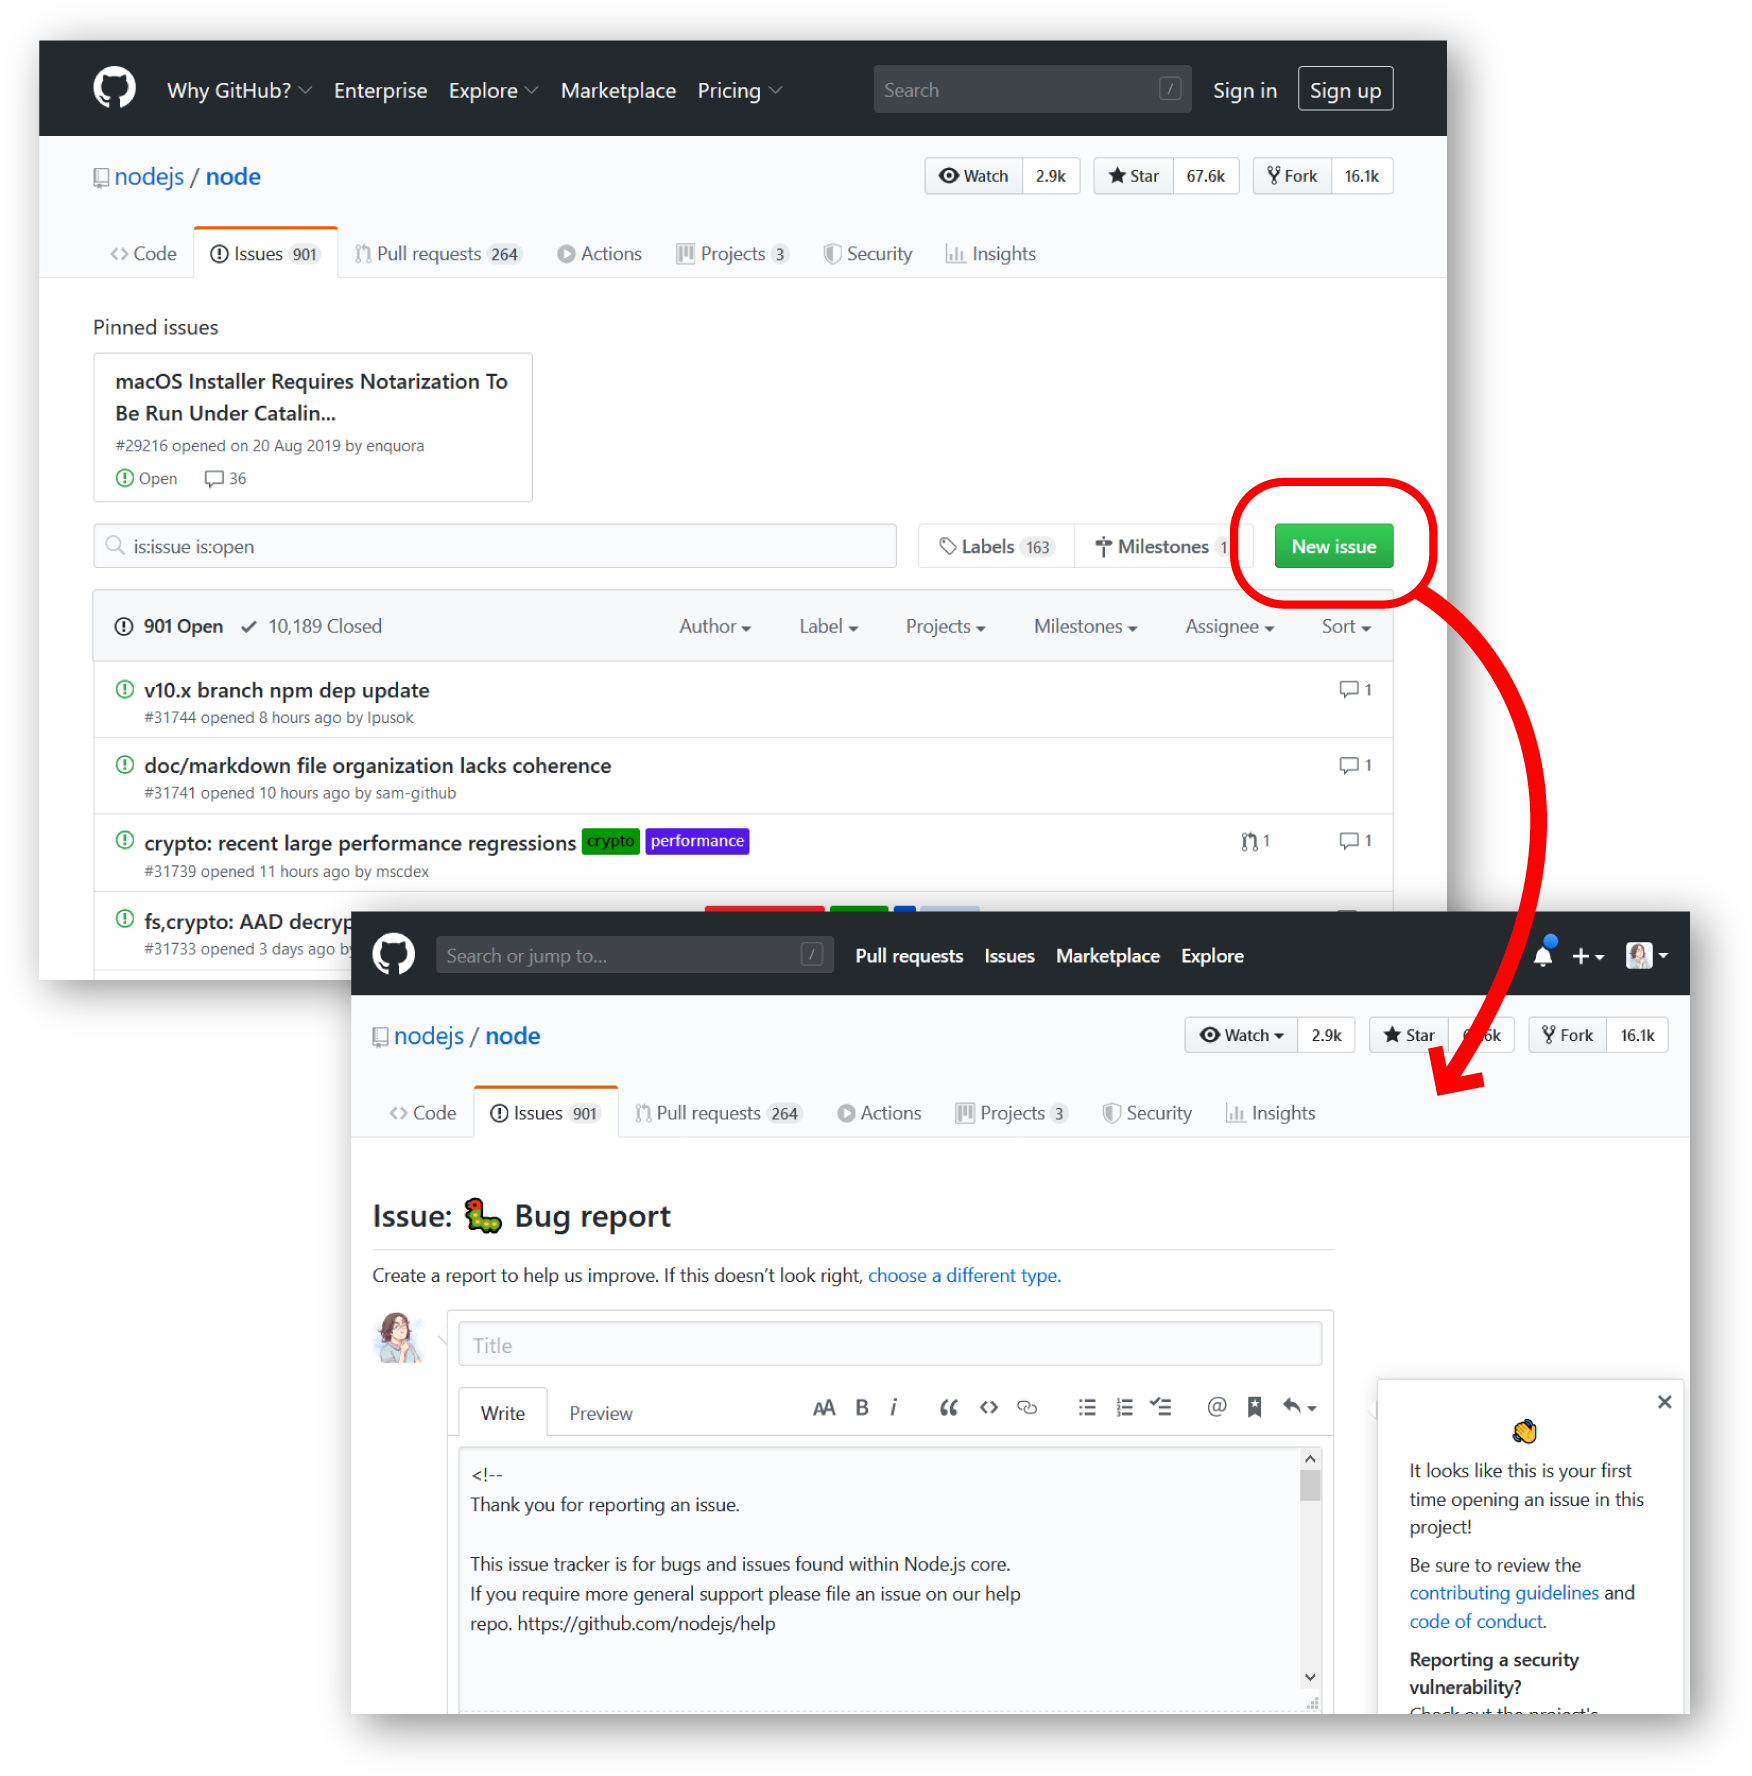 Why GitHub? Enterprise Explore Marketplace Pricing Search / Sign in Sign up
nodejs / node Watch 2.9k Star 67.6k Fork 16.1k
Code Issues 901 Pull requests 264 Actions Projects 3 Security Insights
Pinned issues
macOS Installer Requires Notarization To
Be Run Under Catalin...
#29216 opened on 20 Aug 2019 by enquora
Open 36
is:issue is:open Labels 163 Milestones 1 New issue
901 Open 10,189 Closed Author Label Projects Milestones Assignee Sort
v10.x branch npm dep update 1
#31744 opened 8 hours ago by lpusok
doc/markdown file organization lacks coherence 1
#31741 opened 10 hours ago by sam-github
crypto: recent large performance regressions crypto performance 1 1
#31739 opened 11 hours ago by mscdex
fs,crypto: AAD
#31733 opened 3 days ago
Search or jump to... / Pull requests Issues Marketplace Explore
nodejs / node Watch 2.9k Star Fork 16.1k
Code Issues 901 Pull requests 264 Actions Projects 3 Security Insights
Issue: 🐛 Bug report
Create a report to help us improve. If this doesn’t look right, choose a different type.
Title
Write Preview
<!--
Thank you for reporting an issue.
This issue tracker is for bugs and issues found within Node.js core.
If you require more general support please file an issue on our help
repo. https://github.com/nodejs/help
It looks like this is your first
time opening an issue in this
project!
Be sure to review the
contributing guidelines and
code of conduct.
Reporting a security
vulnerability?
Check out the project's